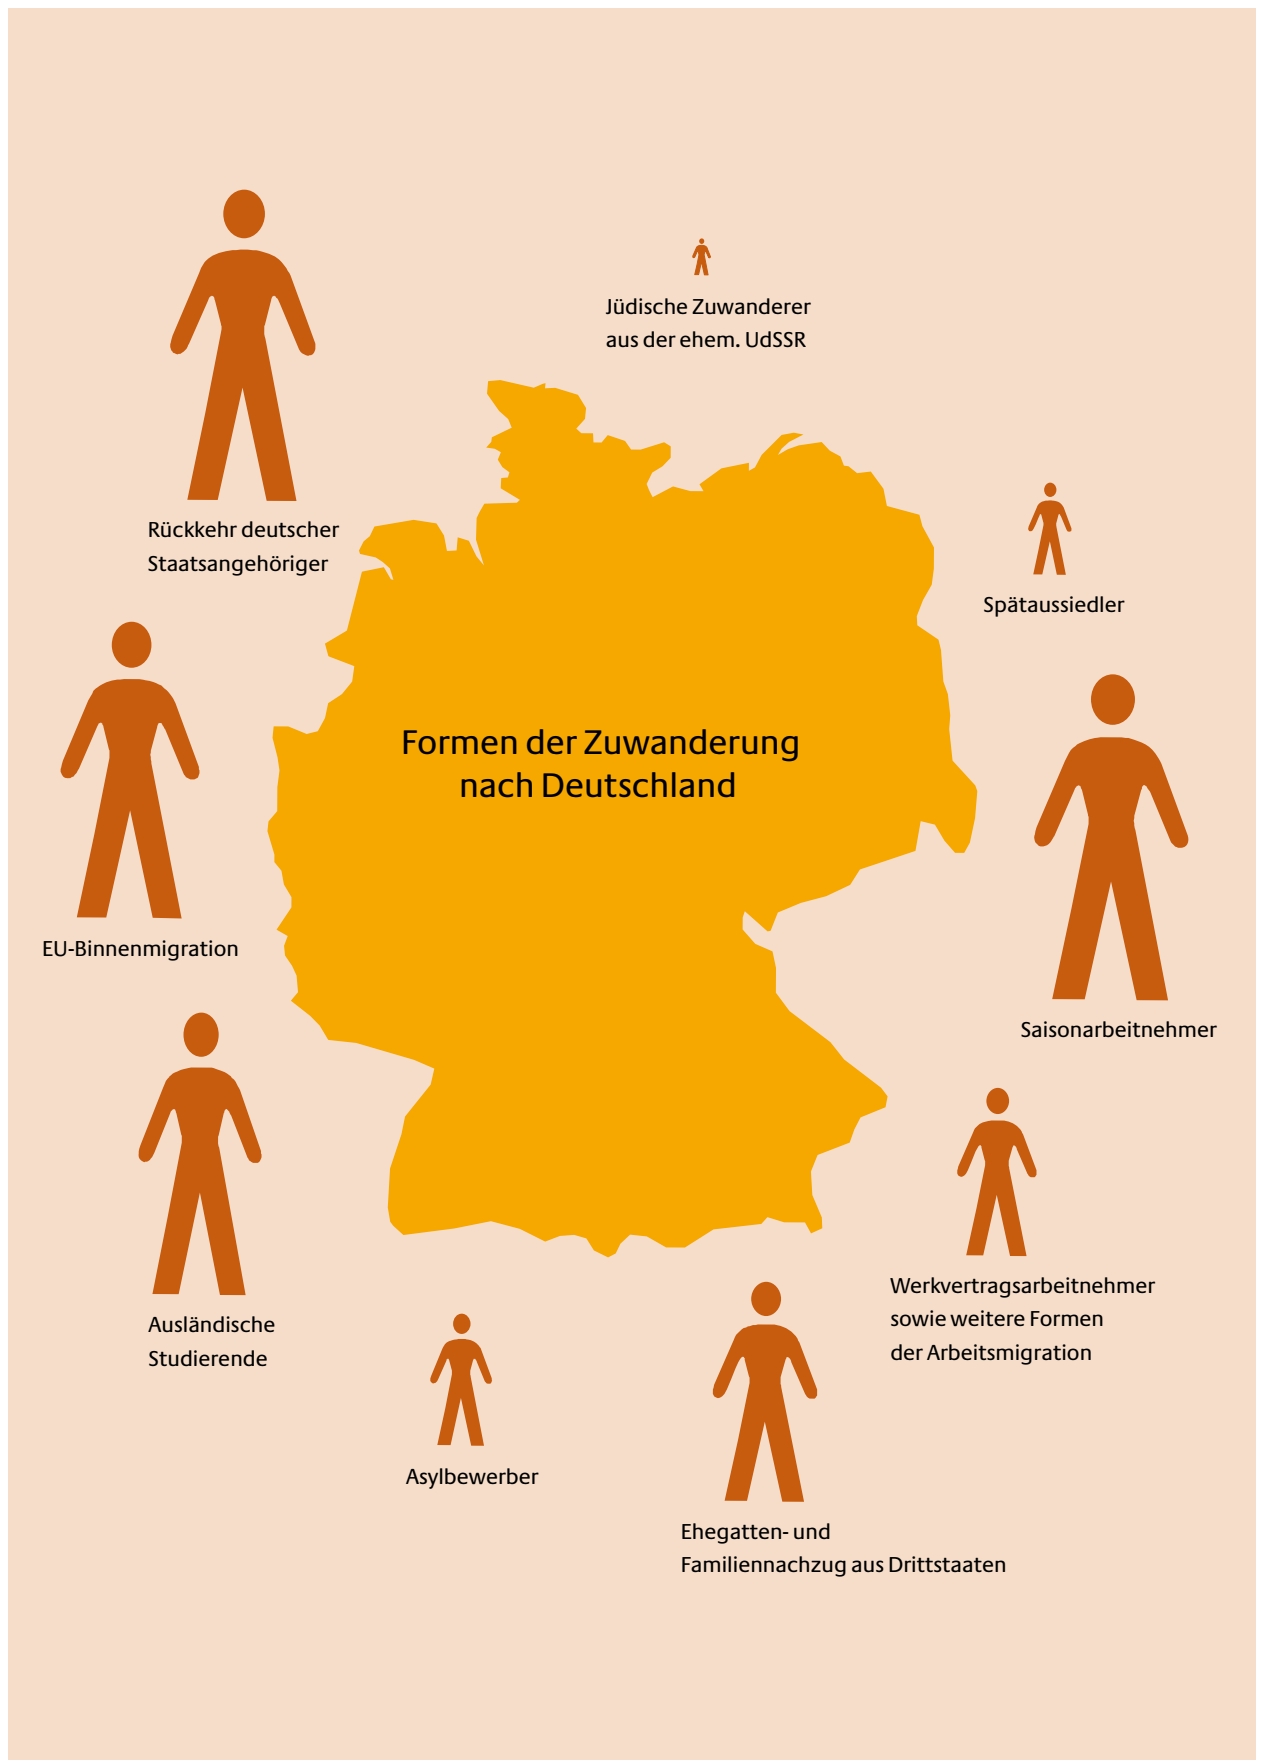 Jüdische Zuwanderer
aus der ehem. UdSSR
Rückkehr deutscher
Staatsangehöriger
Spätaussiedler
Formen der Zuwanderung
nach Deutschland
EU-Binnenmigration
Saisonarbeitnehmer
Werkvertragsarbeitnehmer
sowie weitere Formen
der Arbeitsmigration
Ausländische
Studierende
Asylbewerber
Ehegatten- und
Familiennachzug aus Drittstaaten